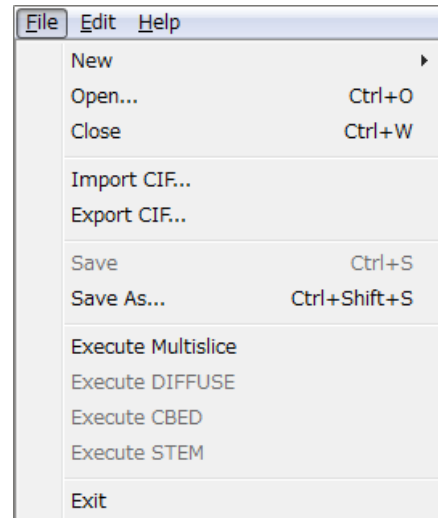 File Edit Help
New
Open... Ctrl+O
Close Ctrl+W
Import CIF...
Export CIF...
Save Ctrl+S
Save As... Ctrl+Shift+S
Execute Multislice
Execute DIFFUSE
Execute CBED
Execute STEM
Exit